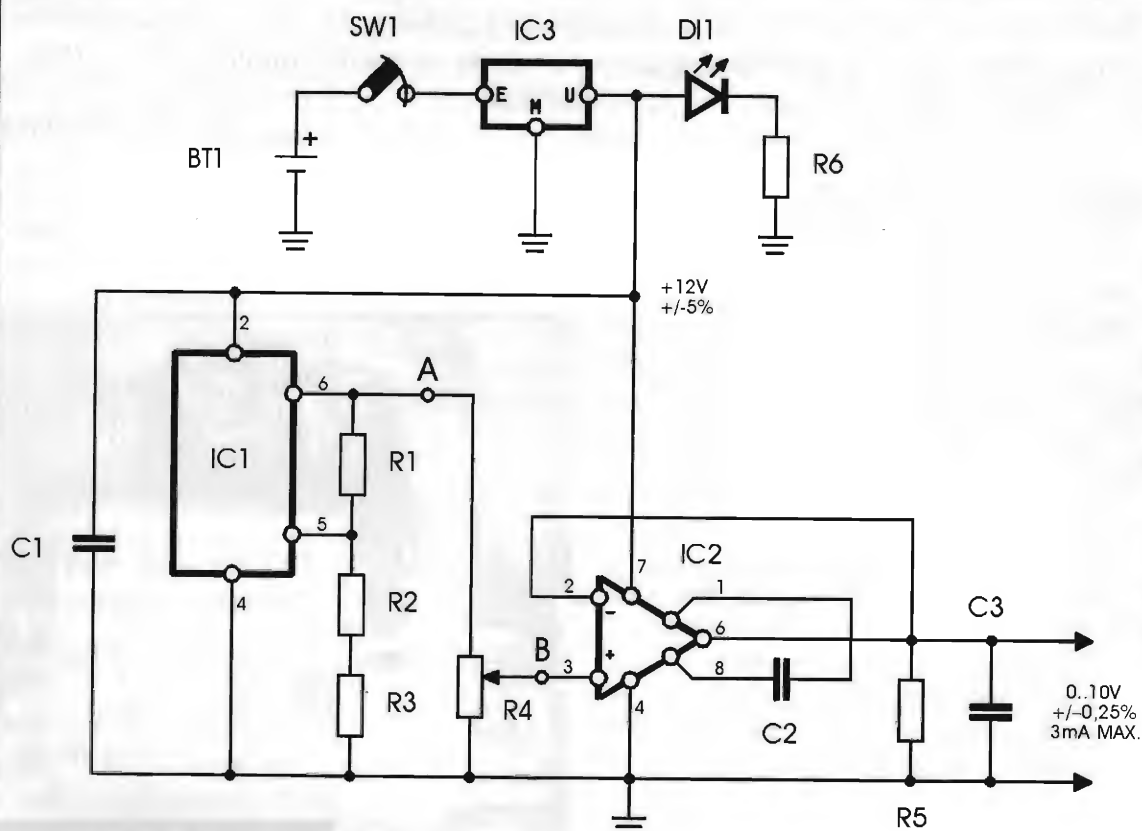 SW1
IC3
DI1
E
M
U
+
BT1
R6
+12V
+/-5%
2
A
6
IC1
R1
5
C1
4
R2
R3
7
IC2
2
-
1
6
C3
B
3
+
8
R4
4
C2
0..10V
+/-0,25%
3mA MAX.
R5